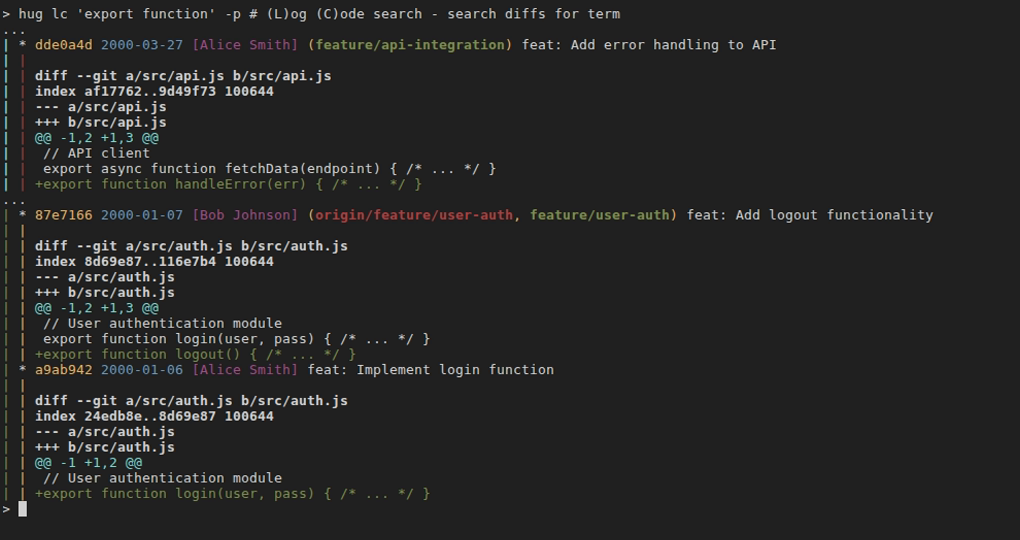 > hug lc 'export function' -p # (L)og (C)ode search - search diffs for term
...
| * dde0a4d 2000-03-27 [Alice Smith] (feature/api-integration) feat: Add error handling to API
| |
| | diff --git a/src/api.js b/src/api.js
| | index af17762..9d49f73 100644
| | --- a/src/api.js
| | +++ b/src/api.js
| | @@ -1,2 +1,3 @@
| |  // API client
| |  export async function fetchData(endpoint) { /* ... */ }
| | +export function handleError(err) { /* ... */ }
...
| * 87e7166 2000-01-07 [Bob Johnson] (origin/feature/user-auth, feature/user-auth) feat: Add logout functionality
| |
| | diff --git a/src/auth.js b/src/auth.js
| | index 8d69e87..116e7b4 100644
| | --- a/src/auth.js
| | +++ b/src/auth.js
| | @@ -1,2 +1,3 @@
| |  // User authentication module
| |  export function login(user, pass) { /* ... */ }
| | +export function logout() { /* ... */ }
| * a9ab942 2000-01-06 [Alice Smith] feat: Implement login function
| |
| | diff --git a/src/auth.js b/src/auth.js
| | index 24edb8e..8d69e87 100644
| | --- a/src/auth.js
| | +++ b/src/auth.js
| | @@ -1 +1,2 @@
| |  // User authentication module
| | +export function login(user, pass) { /* ... */ }
>